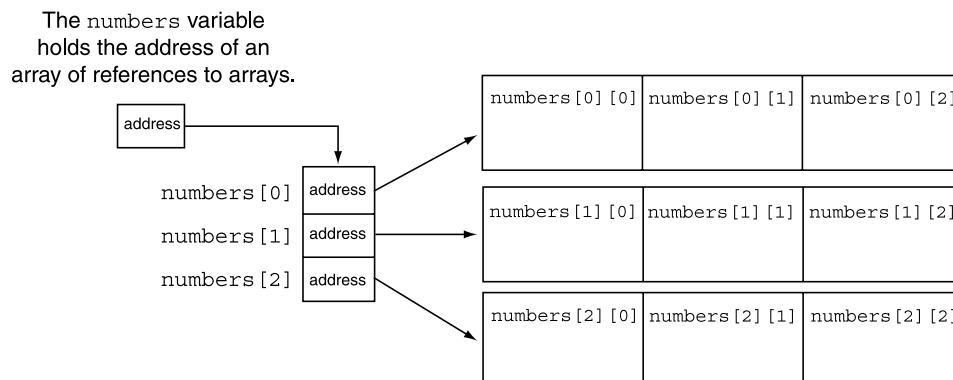 The numbers variable
holds the address of an
array of references to arrays.
address
numbers[0] address
numbers[1] address
numbers[2] address
numbers[0][0] numbers[0][1] numbers[0][2]
numbers[1][0] numbers[1][1] numbers[1][2]
numbers[2][0] numbers[2][1] numbers[2][2]